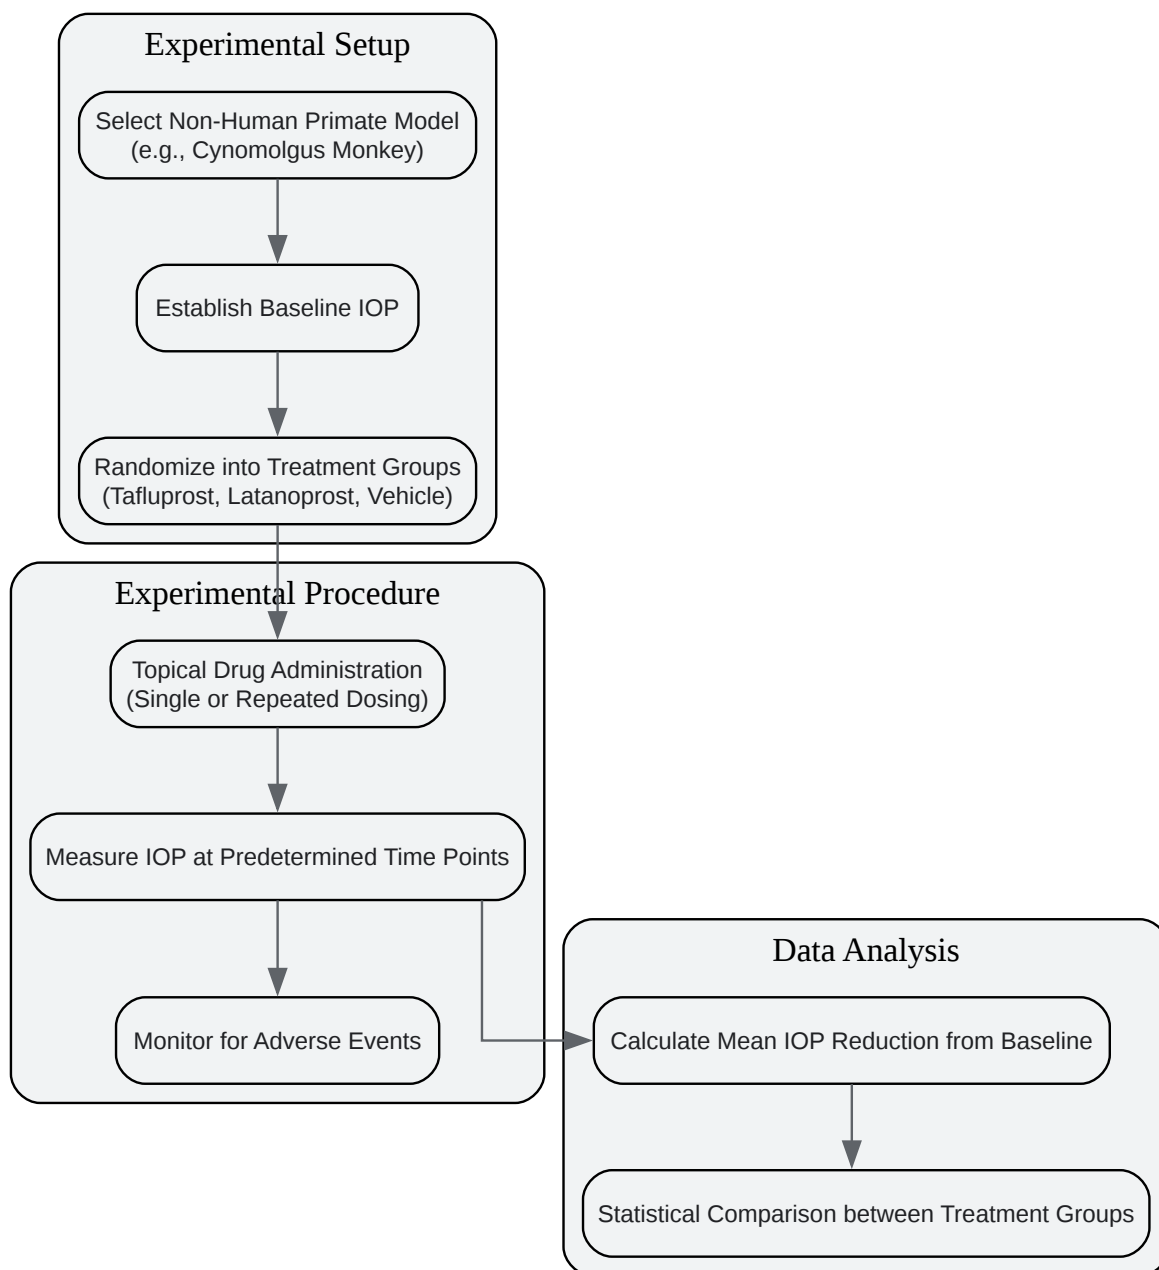 Experimental Setup
Select Non-Human Primate Model
(e.g., Cynomolgus Monkey)
Establish Baseline IOP
Randomize into Treatment Groups
(Tafluprost, Latanoprost, Vehicle)
Experimental Procedure
Topical Drug Administration
(Single or Repeated Dosing)
Measure IOP at Predetermined Time Points
Monitor for Adverse Events
Data Analysis
Calculate Mean IOP Reduction from Baseline
Statistical Comparison between Treatment Groups